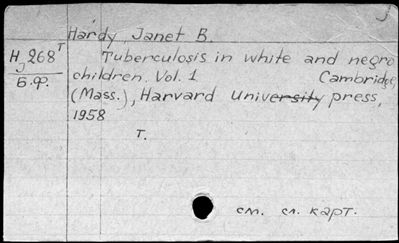 Hardy Janet B.
H 268 T
J
Б.ф.
Tuberculosis in white and negro
children. Vol. 1 Cambridge,
(Mass.), Harvard university press,
1958
T.
см. сл. карт.